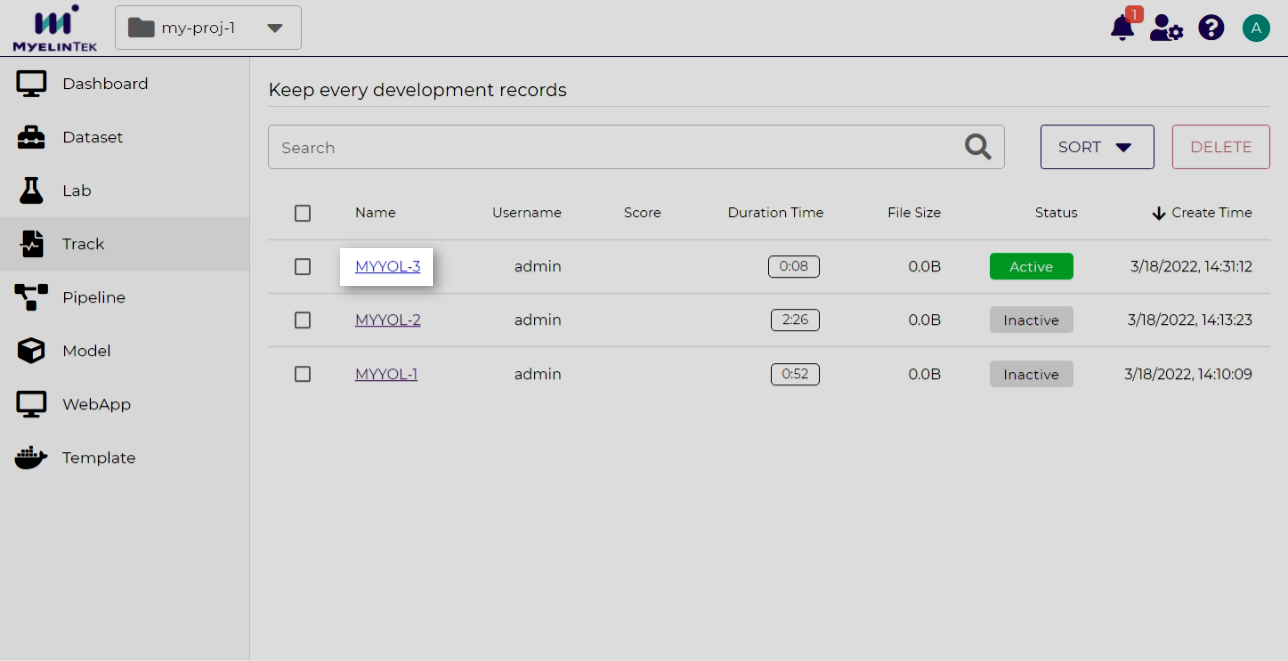 my-proj-1
1
A
MYELINTEK
Dashboard
Dataset
Lab
Track
Pipeline
Model
WebApp
Template
Keep every development records
Search
SORT
DELETE
Name Username Score Duration Time File Size Status Create Time
MYYOL-3 admin 0:08 0.0B Active 3/18/2022, 14:31:12
MYYOL-2 admin 2:26 0.0B Inactive 3/18/2022, 14:13:23
MYYOL-1 admin 0:52 0.0B Inactive 3/18/2022, 14:10:09